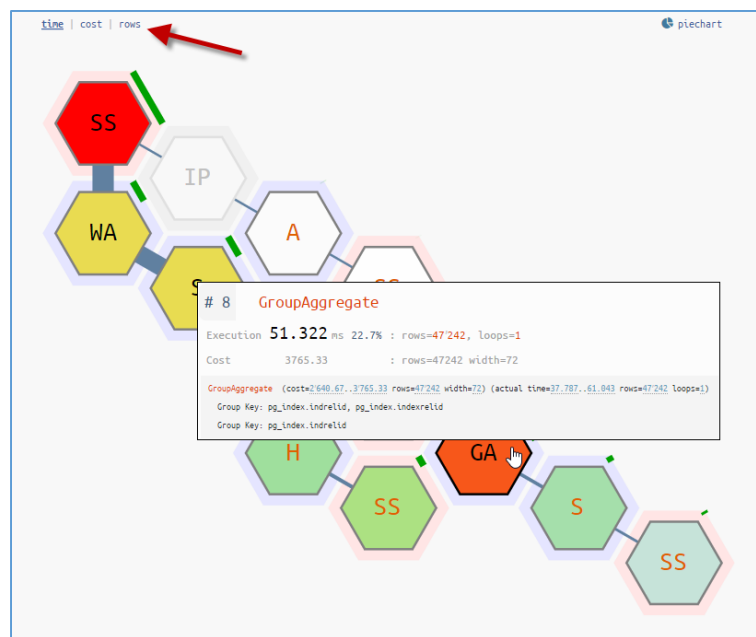 time | cost | rows
piechart
SS
IP
WA
A
S
# 8 GroupAggregate
Execution 51.322 ms 22.7% : rows=47'242, loops=1
Cost 3765.33 : rows=47242 width=72
GroupAggregate (cost=2'640.67..3'765.33 rows=47'242 width=72) (actual time=37.787..61.043 rows=47'242 loops=1)
Group Key: pg_index.indrelid, pg_index.indexrelid
Group Key: pg_index.indrelid
H
GA
SS
S
SS